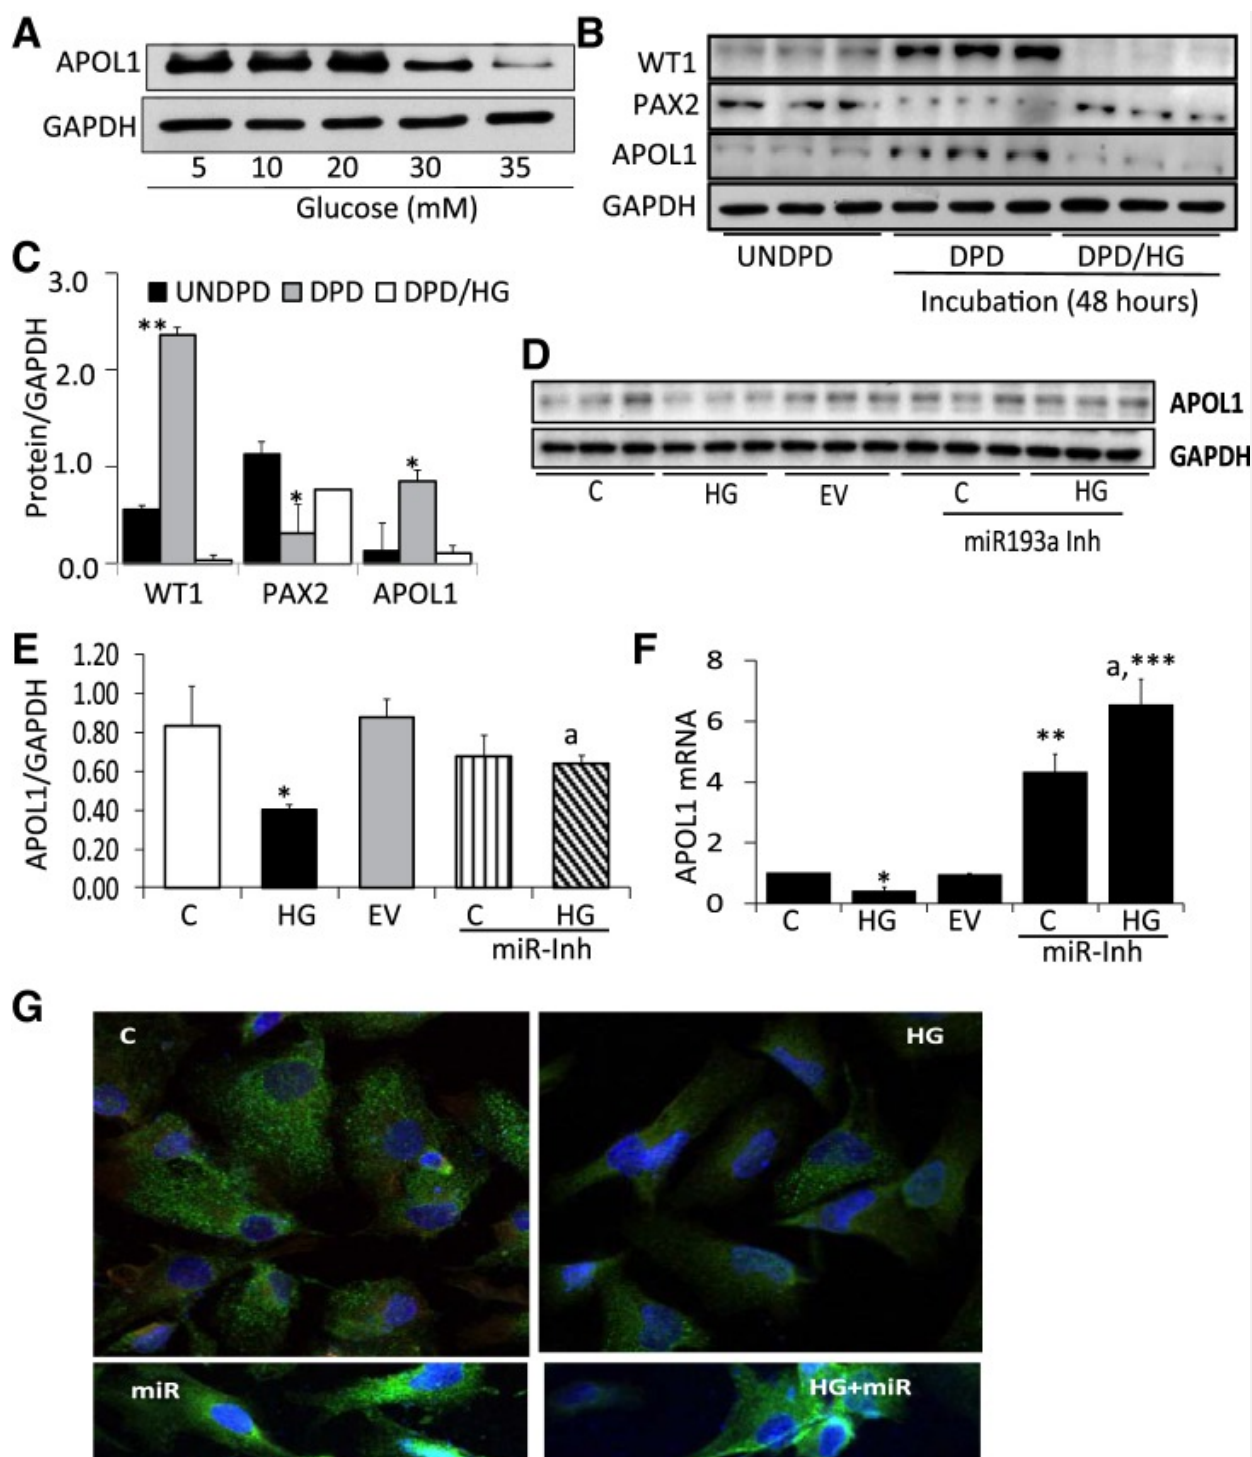 A
APOL1
GAPDH
5 10 20 30 35
Glucose (mM)
B
WT1
PAX2
APOL1
GAPDH
UNDPD DPD DPD/HG
Incubation (48 hours)
C
Protein/GAPDH
3.0
2.0
1.0
0.0
UNDPD DPD DPD/HG
**
*
*
WT1 PAX2 APOL1
D
APOL1
GAPDH
C HG EV C HG
miR193a Inh
E
APOL1/GAPDH
1.20
1.00
0.80
0.60
0.40
0.20
0.00
*
a
C HG EV C HG
miR-Inh
F
APOL1 mRNA
8
6
4
2
0
*
**
a,***
C HG EV C HG
miR-Inh
G
C
HG
miR
HG+miR